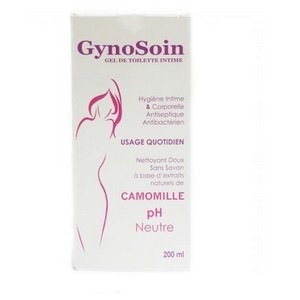 GynoSoin
GEL DE TOILETTE INTIME
Hygiène Intime
& Corporelle
Antiseptique
Antibactérien
USAGE QUOTIDIEN
Nettoyant Doux
Sans Savon
à base d'extraits
naturels de
CAMOMILLE
pH
Neutre
200 ml